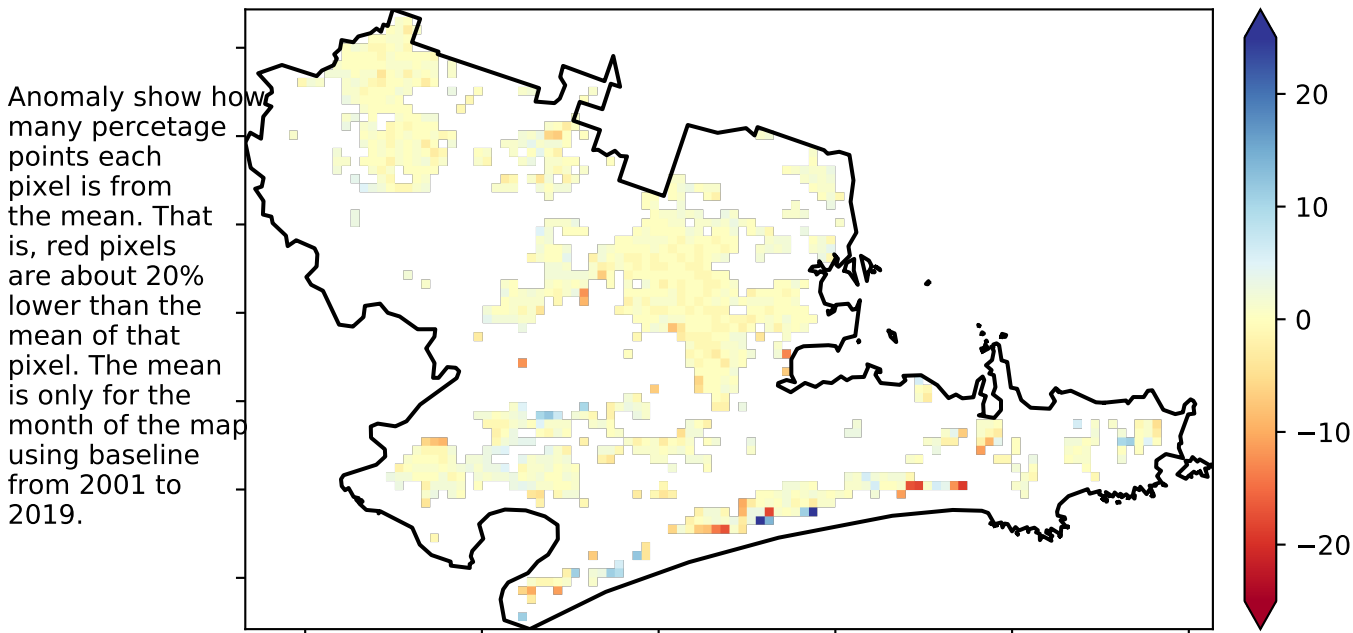 Anomaly show how
many percetage
points each
pixel is from
the mean. That
is, red pixels
are about 20%
lower than the
mean of that
pixel. The mean
is only for the
month of the map
using baseline
from 2001 to
2019.
20
10
0
−10
−20